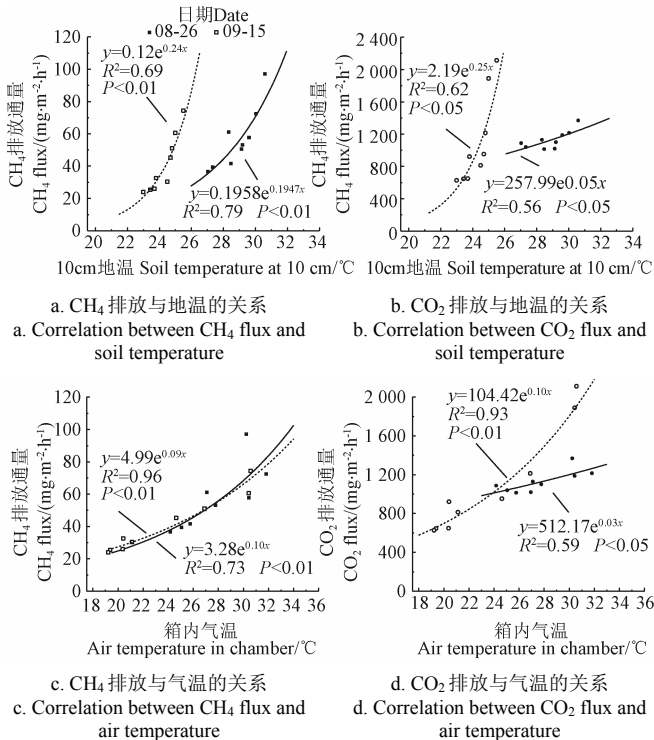 日期Date
▪ 08-26 ▫ 09-15
CH₄排放通量
CH₄ flux/(mg·m⁻²·h⁻¹)
120
100
80
60
40
20
0
y=0.12e^0.24x
R²=0.69
P<0.01
y=0.1958e^0.1947x
R²=0.79 P<0.01
20 22 24 26 28 30 32 34
10cm地温 Soil temperature at 10 cm/℃
a. CH₄排放与地温的关系
a. Correlation between CH₄ flux and
soil temperature
CH₄排放通量
CH₄ flux/(mg·m⁻²·h⁻¹)
2 400
2 000
1 600
1 200
800
400
y=2.19e^0.25x
R²=0.62
P<0.05
y=257.99e0.05x
R²=0.56 P<0.05
20 22 24 26 28 30 32 34
10cm地温 Soil temperature at 10 cm/℃
b. CO₂排放与地温的关系
b. Correlation between CO₂ flux and
soil temperature
CH₄排放通量
CH₄ flux/(mg·m⁻²·h⁻¹)
120
100
80
60
40
20
0
y=4.99e^0.09x
R²=0.96
P<0.01
y=3.28e^0.10x
R²=0.73 P<0.01
18 20 22 24 26 28 30 32 34 36
箱内气温
Air temperature in chamber/℃
c. CH₄排放与气温的关系
c. Correlation between CH₄ flux and
air temperature
CO₂排放通量
CO₂ flux/(mg·m⁻²·h⁻¹)
2 000
1 600
1 200
800
400
0
y=104.42e^0.10x
R²=0.93
P<0.01
y=512.17e^0.03x
R²=0.59 P<0.05
18 20 22 24 26 28 30 32 34 36
箱内气温
Air temperature in chamber/℃
d. CO₂排放与气温的关系
d. Correlation between CO₂ flux and
air temperature